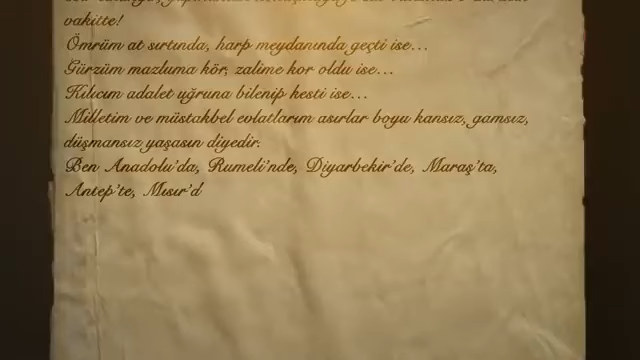 vakitte!
Ömrüm at sırtında, harp meydanında geçti ise...
Gürzüm mazluma kör, zalime kor oldu ise...
Kılıcım adalet uğruna bilenip kesti ise...
Milletim ve müstakbel evlatlarım asırlar boyu kansız, gamsız,
düşmansız yaşasın diyedir.
Ben Anadolu'da, Rumeli'nde, Diyarbekir'de, Maraş'ta,
Antep'te, Mısır'd